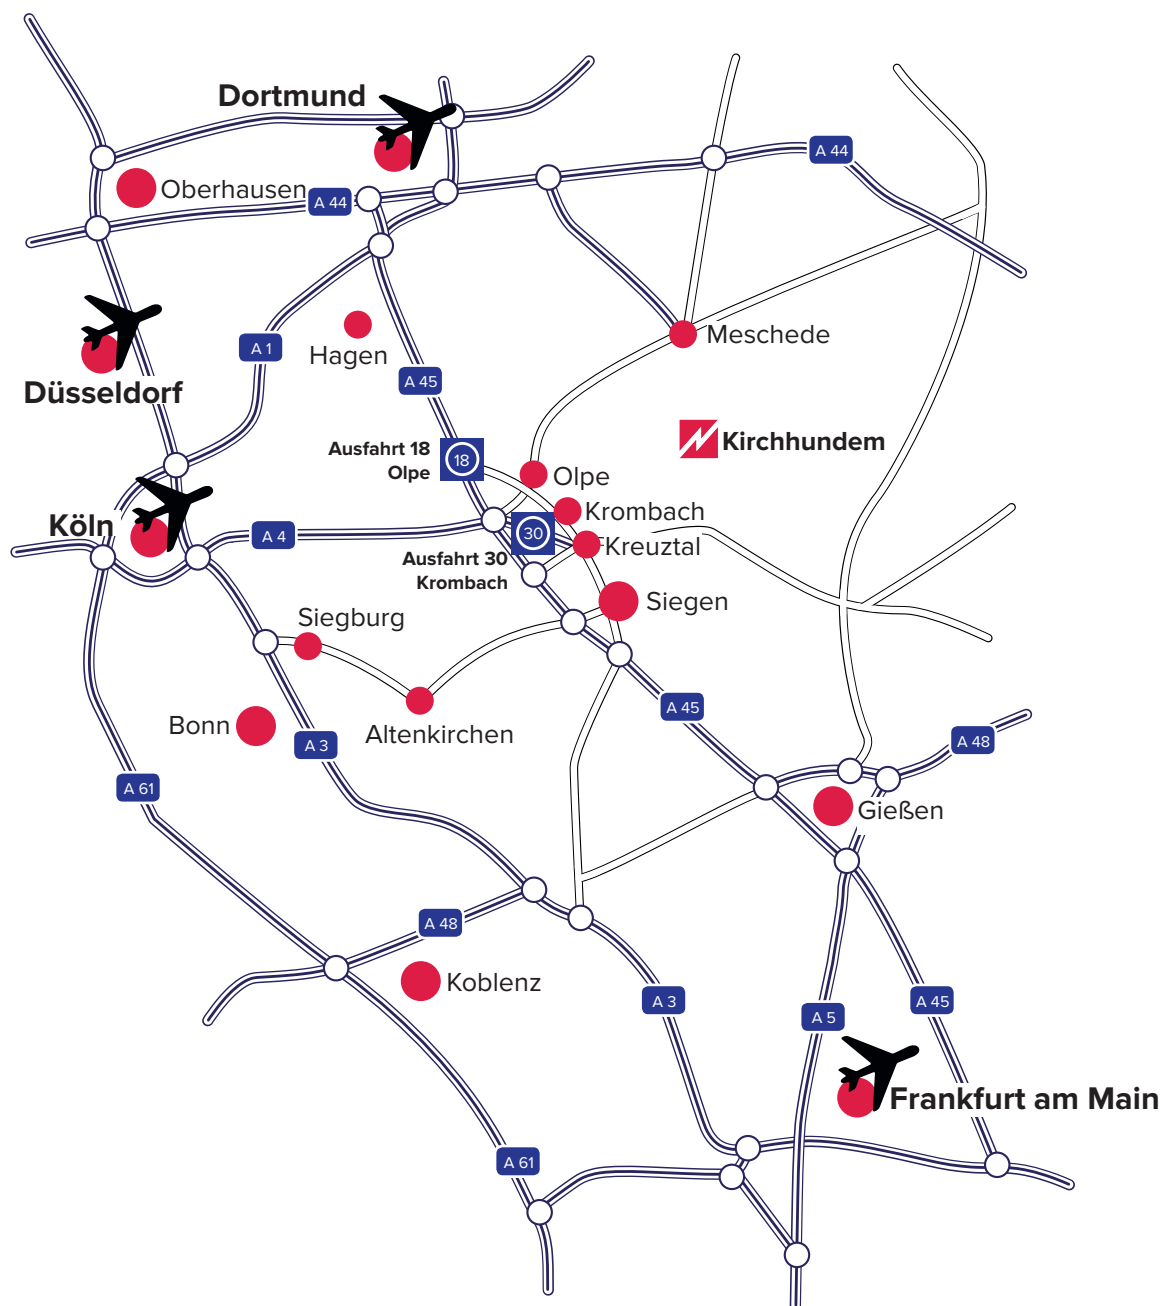 Dortmund
A 44
Oberhausen
A 44
A 1
Hagen
Meschede
A 45
Düsseldorf
Ausfahrt 18
Olpe
18
Kirchhundem
Olpe
Krombach
Köln
A 4
30
Kreuztal
Ausfahrt 30
Krombach
Siegen
Siegburg
A 45
Bonn
Altenkirchen
A 3
A 48
A 61
Gießen
A 48
Koblenz
A 3
A 5
A 45
Frankfurt am Main
A 61